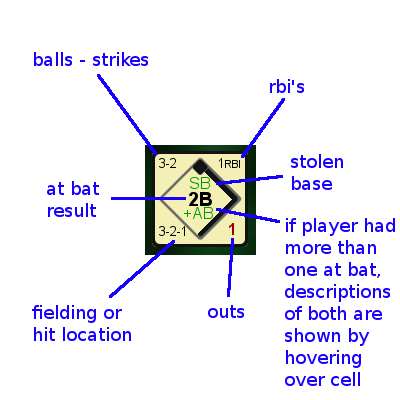 balls - strikes
rbi's
3-2
1RBI
SB
2B
+AB
3-2-1
1
stolen
base
at bat
result
if player had
more than
one at bat,
descriptions
of both are
shown by
hovering
over cell
fielding or
hit location
outs